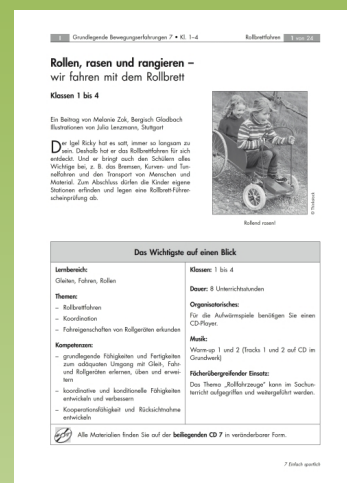 I Grundlegende Bewegungserfahrungen 7 • Kl. 1–4 Rollbrettfahren 1 von 24
Rollen, rasen und rangieren –
wir fahren mit dem Rollbrett
Klassen 1 bis 4
Ein Beitrag von Melanie Zak, Bergisch Gladbach
Illustrationen von Julia Lenzmann, Stuttgart
Der Igel Ricky hat es satt, immer so langsam zu
sein. Deshalb hat er das Rollbrettfahren für sich
entdeckt. Und er bringt auch den Schülern alles
Wichtige bei, z. B. das Bremsen, Kurven- und Tun-
nelfahren und den Transport von Menschen und
Material. Zum Abschluss dürfen die Kinder eigene
Stationen erfinden und legen eine Rollbrett-Führer-
scheinprüfung ab.
© Thinkstock
Rollend rasen!
Das Wichtigste auf einen Blick
Lernbereich:
Gleiten, Fahren, Rollen
Themen:
– Rollbrettfahren
– Koordination
– Fahreigenschaften von Rollgeräten erkunden
Kompetenzen:
– grundlegende Fähigkeiten und Fertigkeiten
zum adäquaten Umgang mit Gleit-, Fahr-
und Rollgeräten erlernen, üben und erwei-
tern
– koordinative und konditionelle Fähigkeiten
entwickeln und verbessern
– Kooperationsfähigkeit und Rücksichtnahme
entwickeln
Klassen: 1 bis 4
Dauer: 8 Unterrichtsstunden
Organisatorisches:
Für die Aufwärmspiele benötigen Sie einen
CD-Player.
Musik:
Warm-up 1 und 2 (Tracks 1 und 2 auf CD im
Grundwerk)
Fächerübergreifender Einsatz:
Das Thema „Rollfahrzeuge" kann im Sachun-
terricht aufgegriffen und weitergeführt werden.
Alle Materialien finden Sie auf der beiliegenden CD 7 in veränderbarer Form.
7 Einfach sportlich